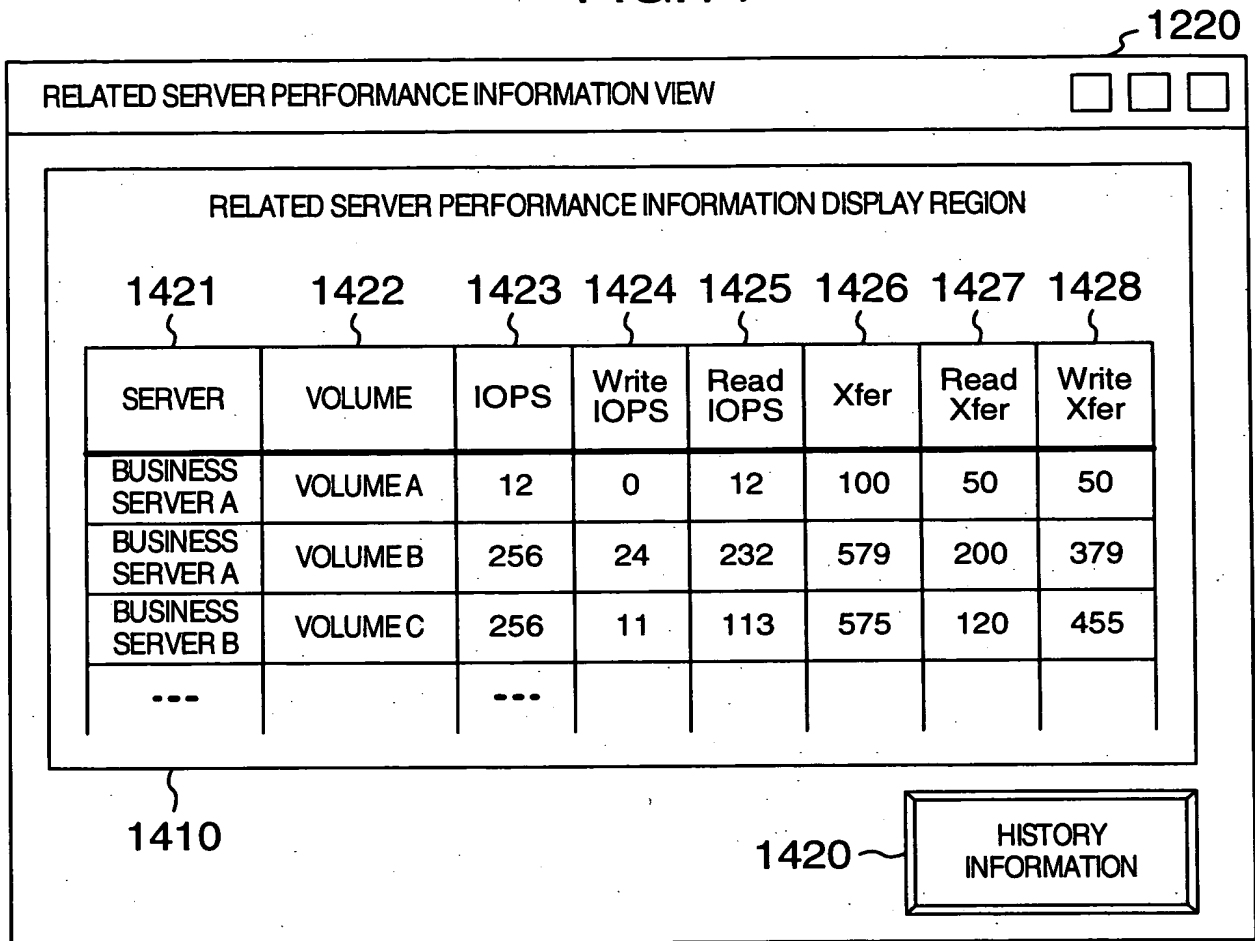 1220
RELATED SERVER PERFORMANCE INFORMATION VIEW
RELATED SERVER PERFORMANCE INFORMATION DISPLAY REGION
1421 1422 1423 1424 1425 1426 1427 1428
SERVER VOLUME IOPS Write IOPS Read IOPS Xfer Read Xfer Write Xfer
BUSINESS SERVER A VOLUME A 12 0 12 100 50 50
BUSINESS SERVER A VOLUME B 256 24 232 579 200 379
BUSINESS SERVER B VOLUME C 256 11 113 575 120 455
--- ---
1410
1420
HISTORY
INFORMATION